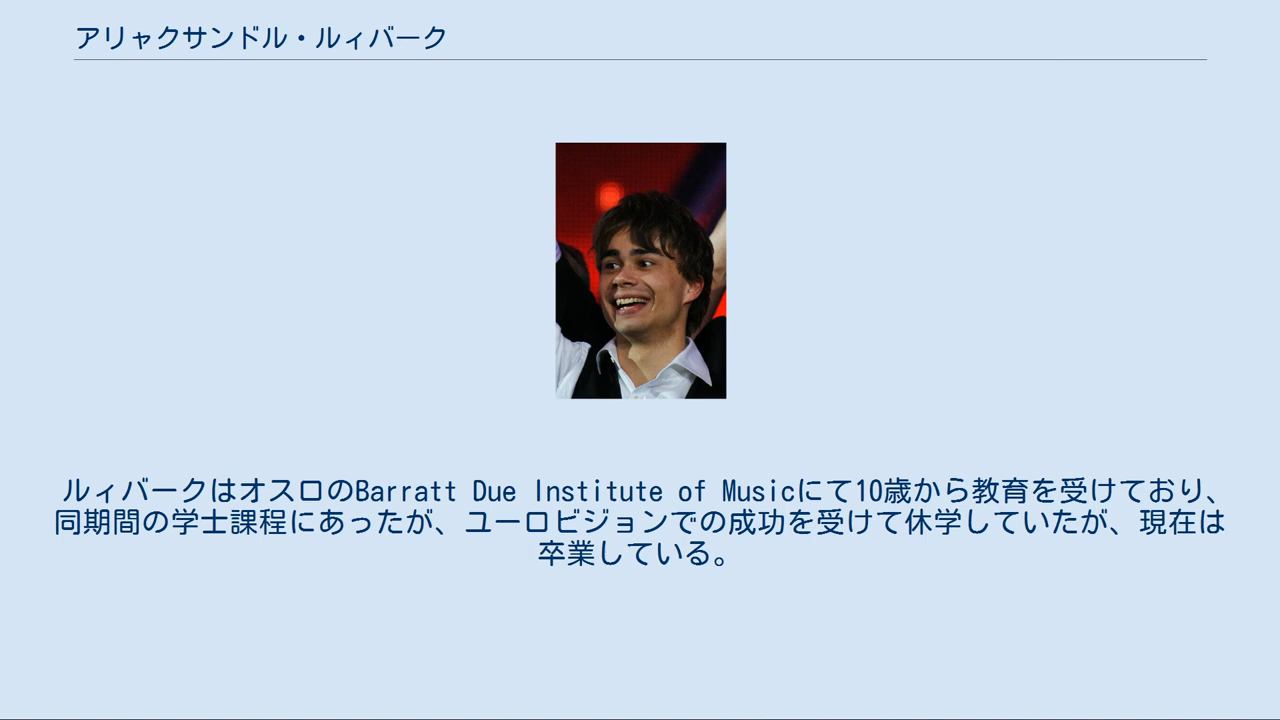 アリャクサンドル・ルィバーク
ルィバークはオスロのBarratt Due Institute of Musicにて10歳から教育を受けており、
同期間の学士課程にあったが、ユーロビジョンでの成功を受けて休学していたが、現在は
卒業している。